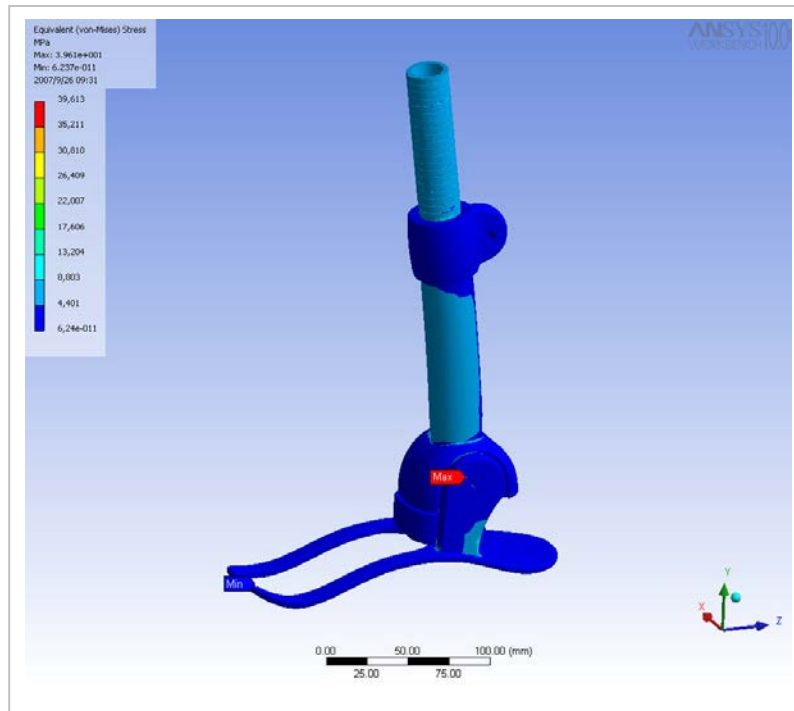 Equivalent (von-Mises) Stress
MPa
Max: 3.961e+001
Min: 6.237e-011
2007/9/26 09:31
ANSYS
WORKBENCH 10.0
39,613
35,211
30,810
26,409
22,007
17,606
13,204
8,803
4,401
6,24e-011
Max
Min
Y
X
Z
0.00 50.00 100.00 (mm)
25.00 75.00